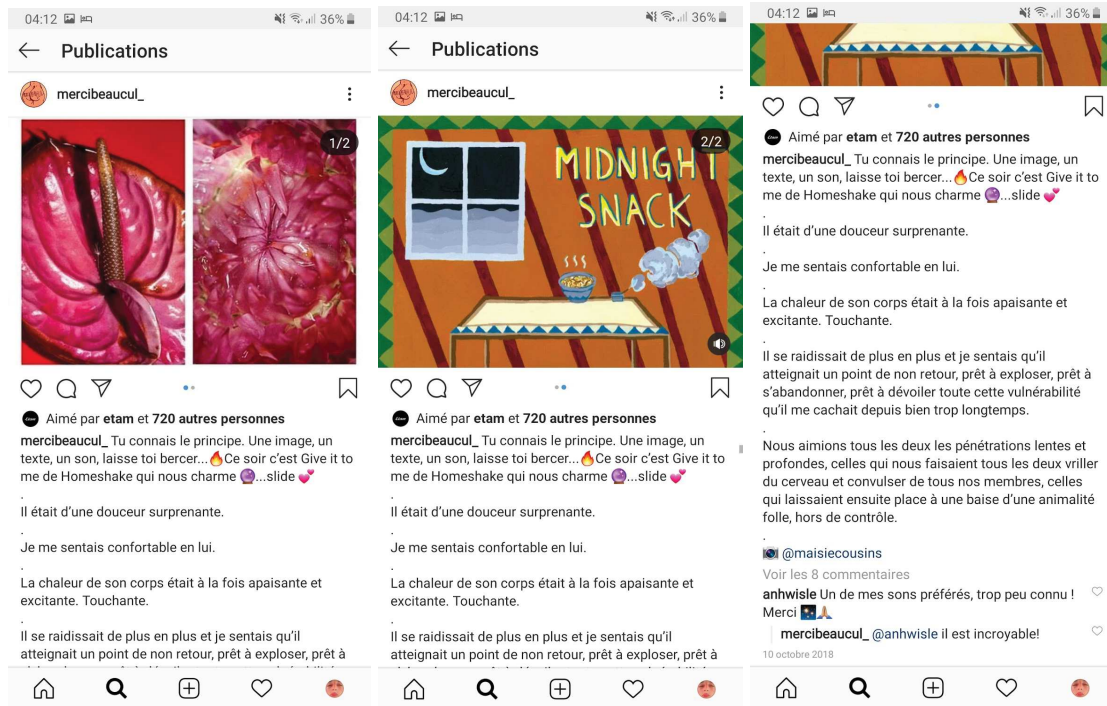 04:12 36%
Publications
mercibeaucul_
1/2
Aimé par etam et 720 autres personnes
mercibeaucul_ Tu connais le principe. Une image, un
texte, un son, laisse toi bercer...🔥Ce soir c’est Give it to
me de Homeshake qui nous charme 🔮...slide 💕
.
Il était d’une douceur surprenante.
.
Je me sentais confortable en lui.
.
La chaleur de son corps était à la fois apaisante et
excitante. Touchante.
.
Il se raidissait de plus en plus et je sentais qu’il
atteignait un point de non retour, prêt à exploser, prêt à
04:12 36%
Publications
mercibeaucul_
2/2
MIDNIGHT
SNACK
Aimé par etam et 720 autres personnes
mercibeaucul_ Tu connais le principe. Une image, un
texte, un son, laisse toi bercer...🔥Ce soir c’est Give it to
me de Homeshake qui nous charme 🔮...slide 💕
.
Il était d’une douceur surprenante.
.
Je me sentais confortable en lui.
.
La chaleur de son corps était à la fois apaisante et
excitante. Touchante.
.
Il se raidissait de plus en plus et je sentais qu’il
atteignait un point de non retour, prêt à exploser, prêt à
04:12 36%
Aimé par etam et 720 autres personnes
mercibeaucul_ Tu connais le principe. Une image, un
texte, un son, laisse toi bercer...🔥Ce soir c’est Give it to
me de Homeshake qui nous charme 🔮...slide 💕
.
Il était d’une douceur surprenante.
.
Je me sentais confortable en lui.
.
La chaleur de son corps était à la fois apaisante et
excitante. Touchante.
.
Il se raidissait de plus en plus et je sentais qu’il
atteignait un point de non retour, prêt à exploser, prêt à
s’abandonner, prêt à dévoiler toute cette vulnérabilité
qu’il me cachait depuis bien trop longtemps.
.
Nous aimions tous les deux les pénétrations lentes et
profondes, celles qui nous faisaient tous les deux vriller
du cerveau et convulser de tous nos membres, celles
qui laissaient ensuite place à une baise d’une animalité
folle, hors de contrôle.
.
📷 @maisiecousins
Voir les 8 commentaires
anhwisle Un de mes sons préférés, trop peu connu !
Merci 🌠🙏🏽
mercibeaucul_ @anhwisle il est incroyable!
10 octobre 2018